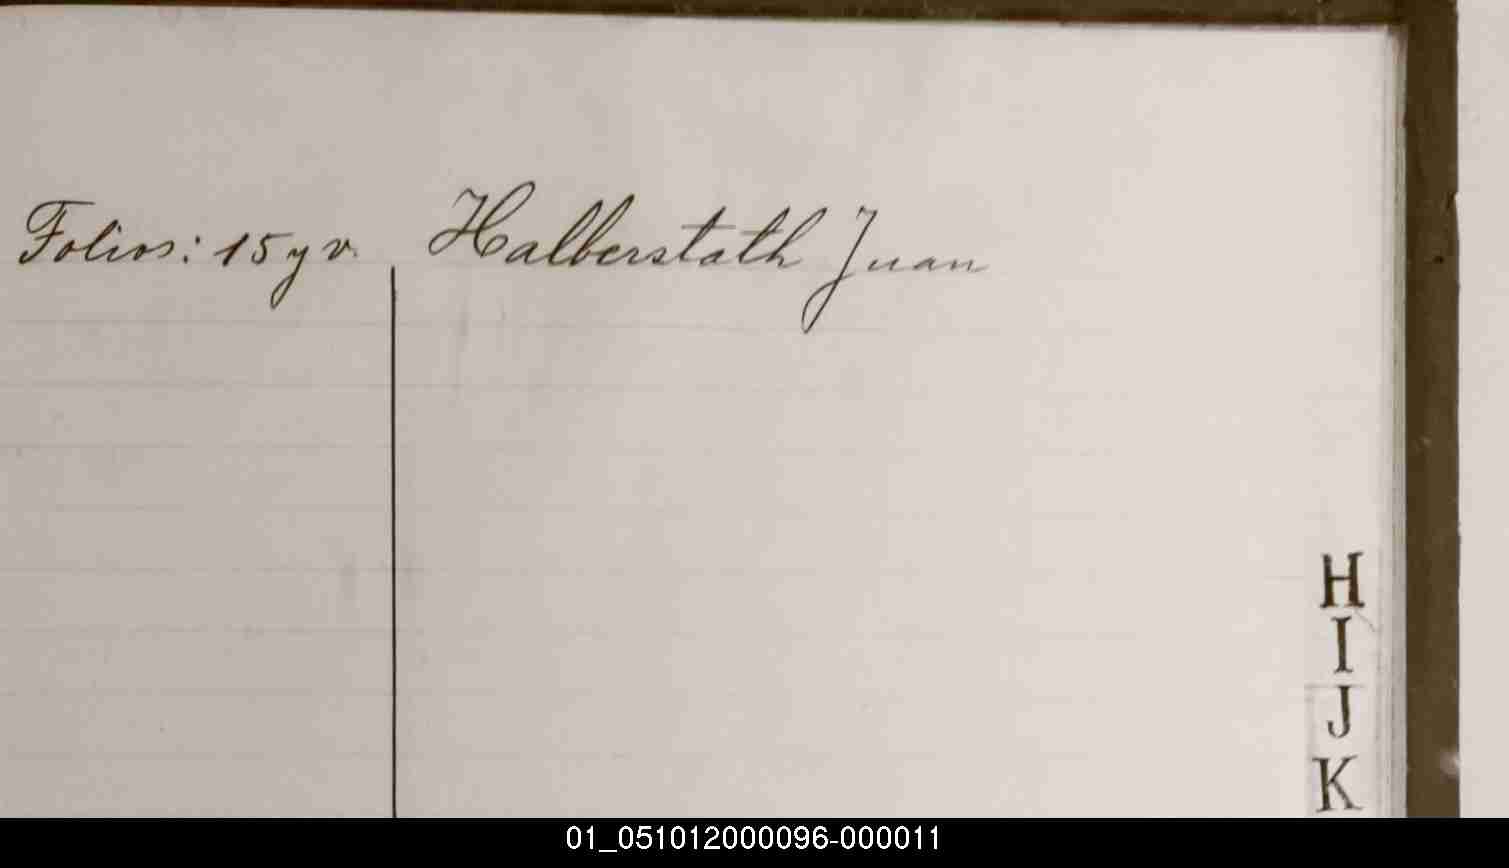 Folios: 15 y v. Halberstath Juan
H
I
J
K
01_051012000096-000011